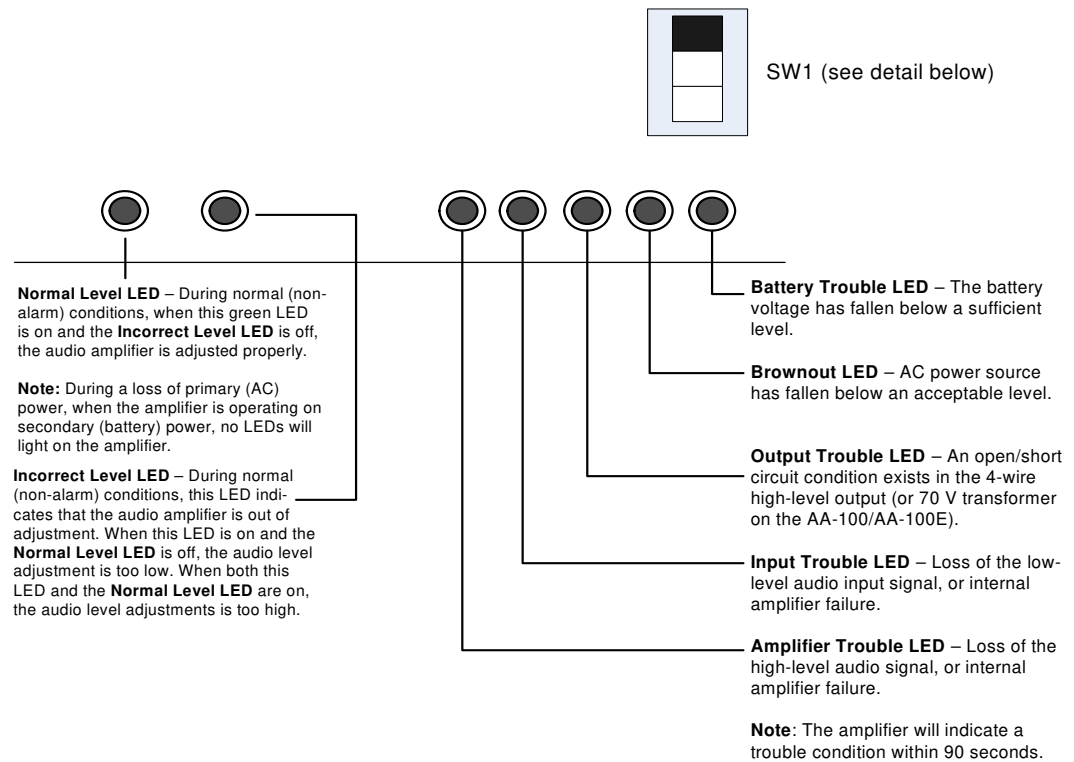 SW1 (see detail below)
Normal Level LED – During normal (non-
alarm) conditions, when this green LED
is on and the Incorrect Level LED is off,
the audio amplifier is adjusted properly.
Note: During a loss of primary (AC)
power, when the amplifier is operating on
secondary (battery) power, no LEDs will
light on the amplifier.
Incorrect Level LED – During normal
(non-alarm) conditions, this LED indi-
cates that the audio amplifier is out of
adjustment. When this LED is on and the
Normal Level LED is off, the audio level
adjustment is too low. When both this
LED and the Normal Level LED are on,
the audio level adjustments is too high.
Battery Trouble LED – The battery
voltage has fallen below a sufficient
level.
Brownout LED – AC power source
has fallen below an acceptable level.
Output Trouble LED – An open/short
circuit condition exists in the 4-wire
high-level output (or 70 V transformer
on the AA-100/AA-100E).
Input Trouble LED – Loss of the low-
level audio input signal, or internal
amplifier failure.
Amplifier Trouble LED – Loss of the
high-level audio signal, or internal
amplifier failure.
Note: The amplifier will indicate a
trouble condition within 90 seconds.